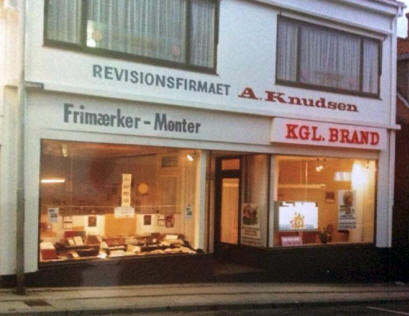 REVISIONSFIRMAET A. Knudsen
Frimærker - Mønter
KGL. BRAND